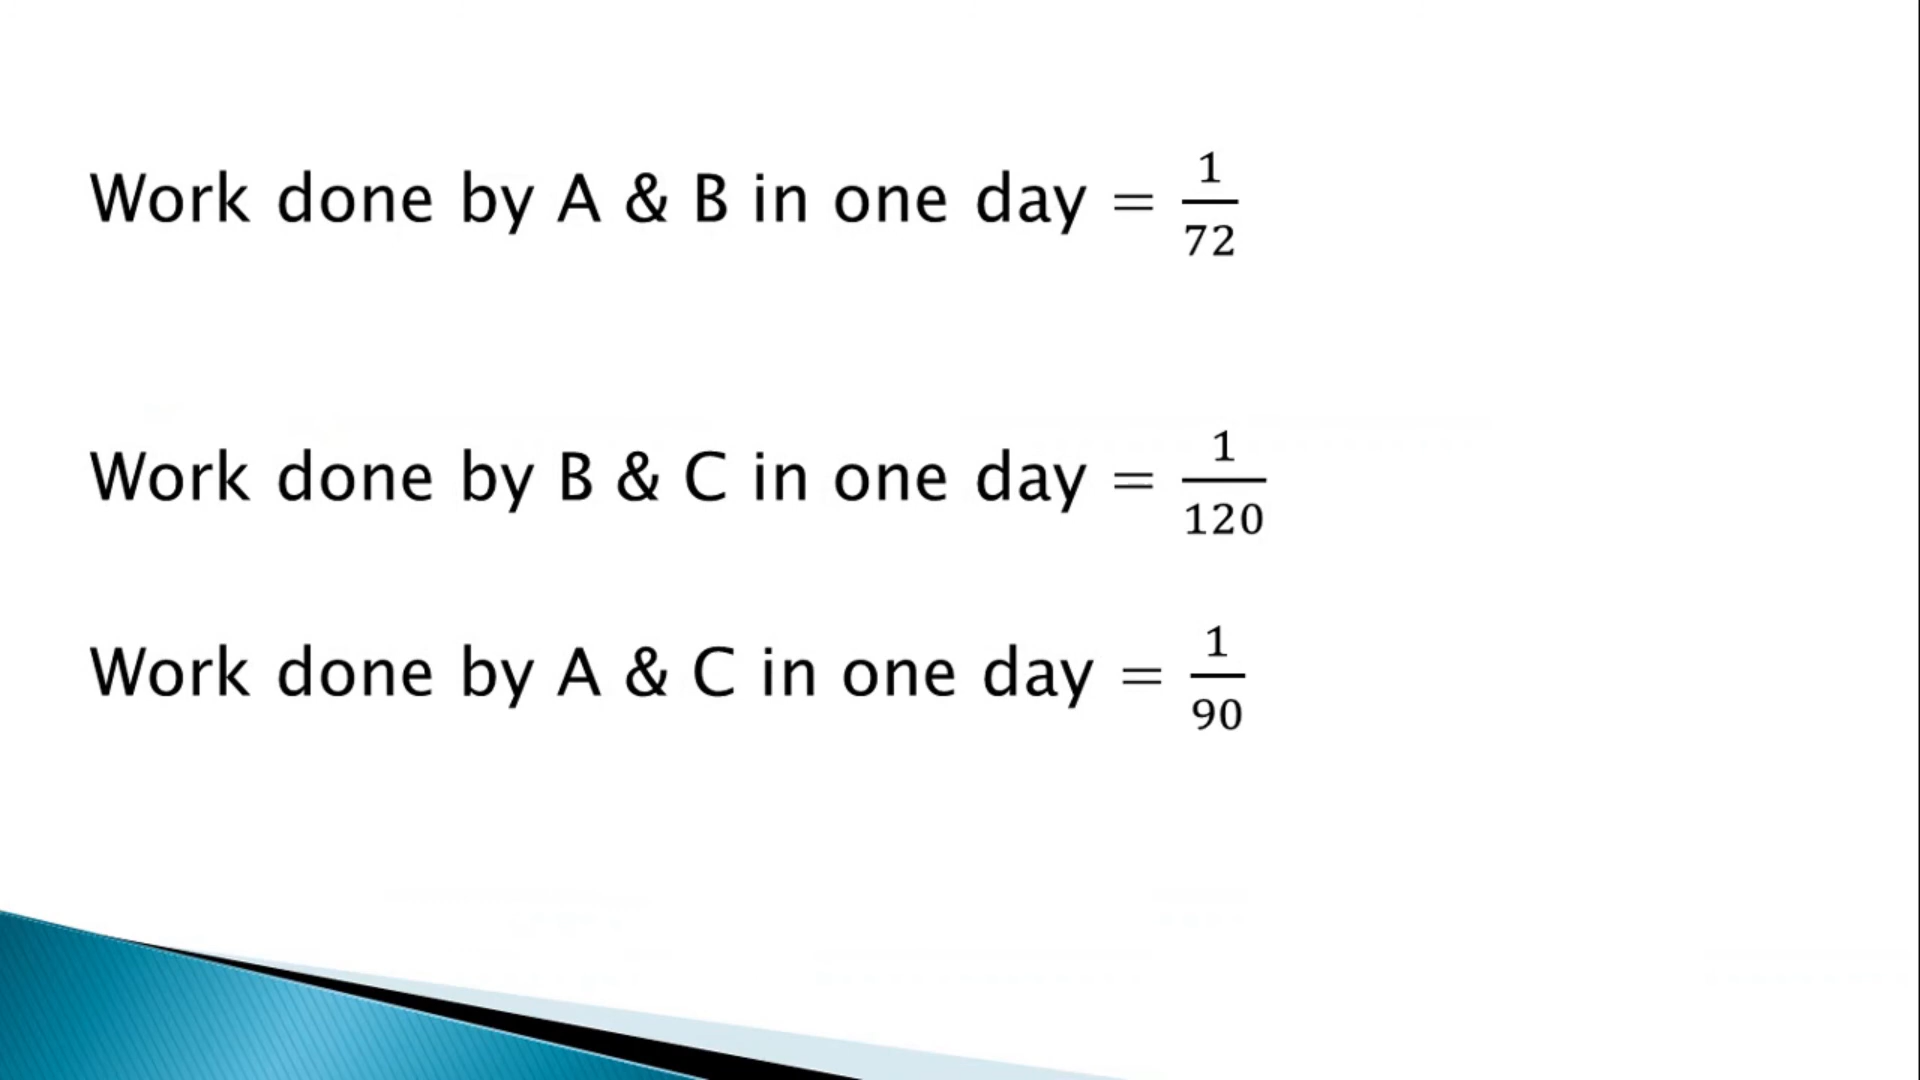 Work done by A & B in one day = 1/72
Work done by B & C in one day = 1/120
Work done by A & C in one day = 1/90